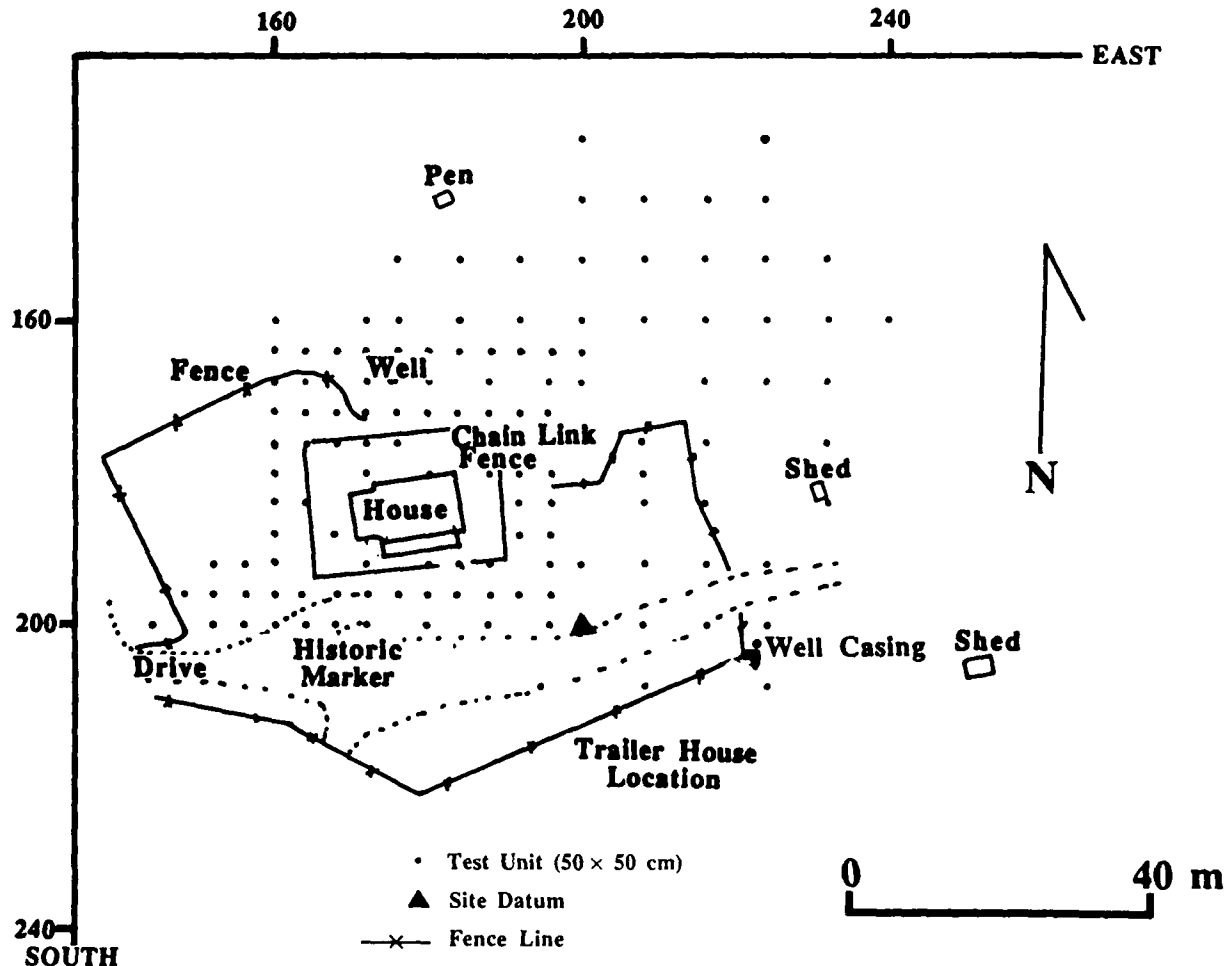 160
200
240
EAST
Pen
160
Fence
Well
Chain Link
Fence
Shed
House
N
200
Historic
Marker
Drive
Well Casing
Shed
Trailer House
Location
Test Unit (50 × 50 cm)
Site Datum
Fence Line
0
40 m
240
SOUTH